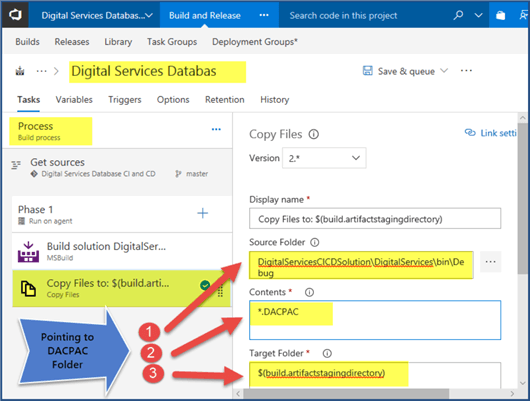 Digital Services Databas...
Build and Release
...
Search code in this project
Builds
Releases
Library
Task Groups
Deployment Groups*
...
Digital Services Databas
Save & queue
...
Tasks
Variables
Triggers
Options
Retention
History
Process
Build process
...
Get sources
Digital Services Database CI and CD
master
Phase 1
Run on agent
+
Build solution DigitalSer...
MSBuild
Copy Files to: $(build.arti...
Copy Files
Pointing to
DACPAC
Folder
1
2
3
Copy Files
Link setti
Version
2.*
Display name *
Copy Files to: $(build.artifactstagingdirectory)
Source Folder
DigitalServicesCICDSolution\DigitalServices\bin\De
bug
...
Contents *
*.DACPAC
Target Folder *
$(build.artifactstagingdirectory)